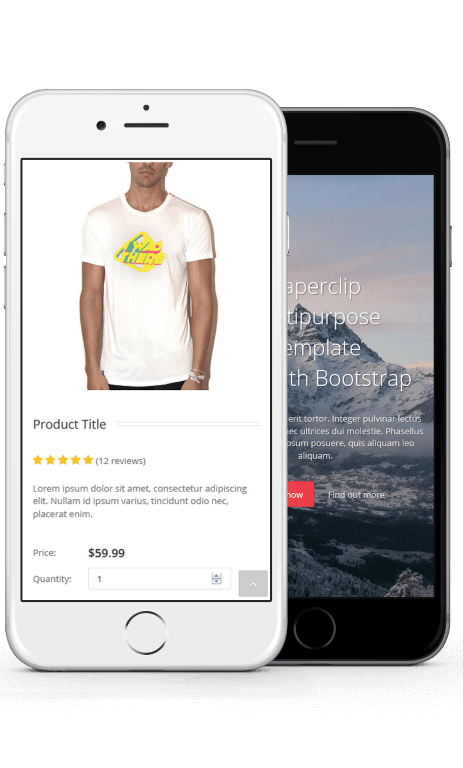 Product Title
(12 reviews)
Lorem ipsum dolor sit amet, consectetur adipiscing
elit. Nullam id ipsum varius, tincidunt odio nec,
placerat enim.
Price: $59.99
Quantity: 1
aperclip
tipurpose
emplate
th Bootstrap
erit tortor. Integer pulvinar lectus
nec ultrices dui molestie. Phasellus
psum posuere, quis aliquam leo
aliquam.
now Find out more